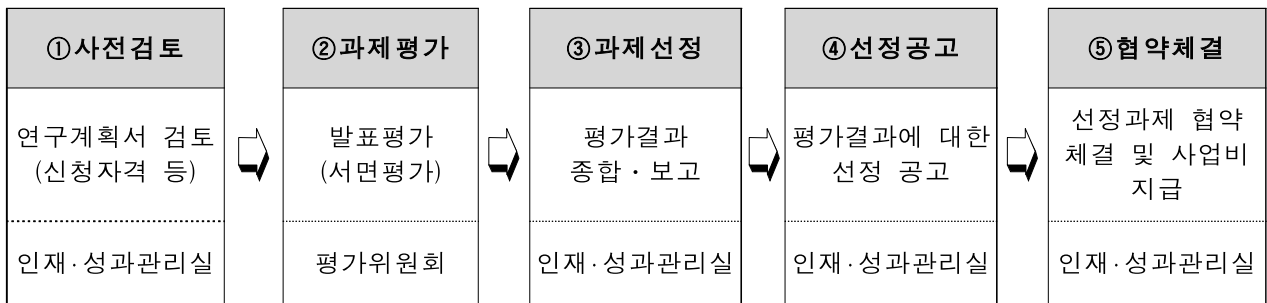 ①사전검토
②과제평가
③과제선정
④선정공고
⑤협약체결
연구계획서 검토
(신청자격 등)
발표평가
(서면평가)
평가결과
종합·보고
평가결과에 대한
선정 공고
선정과제 협약
체결 및 사업비
지급
인재·성과관리실
평가위원회
인재·성과관리실
인재·성과관리실
인재·성과관리실